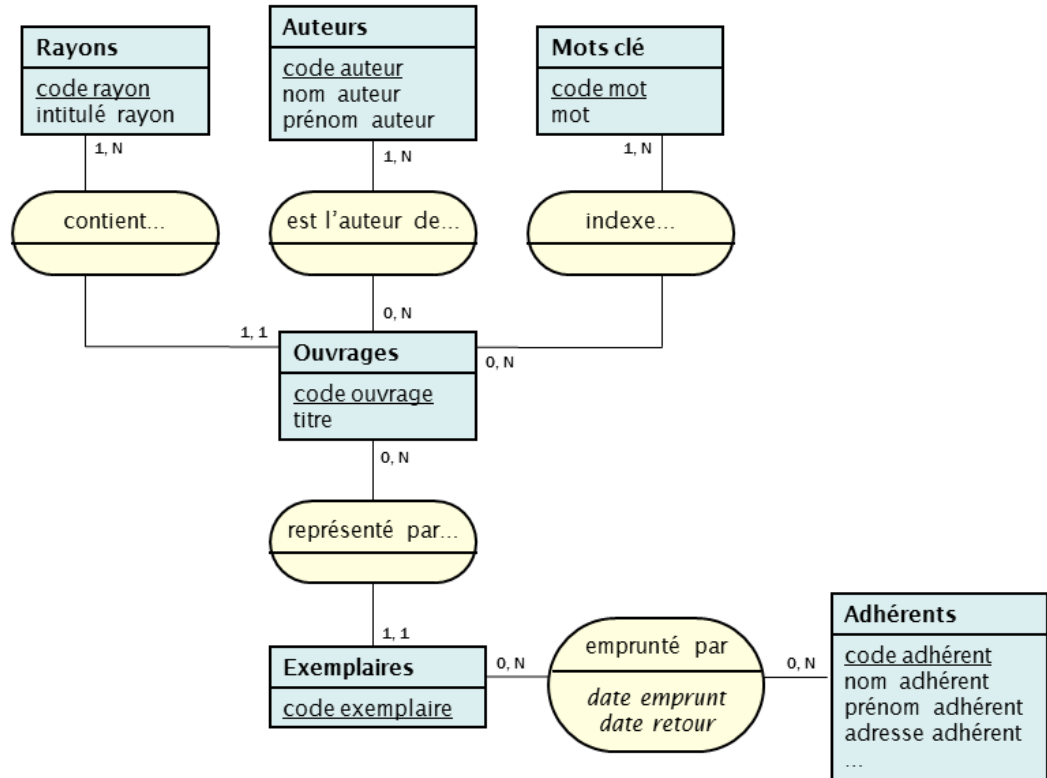 Rayons
code rayon
intitulé rayon
Auteurs
code auteur
nom auteur
prénom auteur
Mots clé
code mot
mot
1, N
1, N
1, N
contient...
est l'auteur de...
indexe...
1, 1
0, N
0, N
Ouvrages
code ouvrage
titre
0, N
représenté par...
1, 1
Exemplaires
code exemplaire
0, N
emprunté par
date emprunt
date retour
0, N
Adhérents
code adhérent
nom adhérent
prénom adhérent
adresse adhérent
...